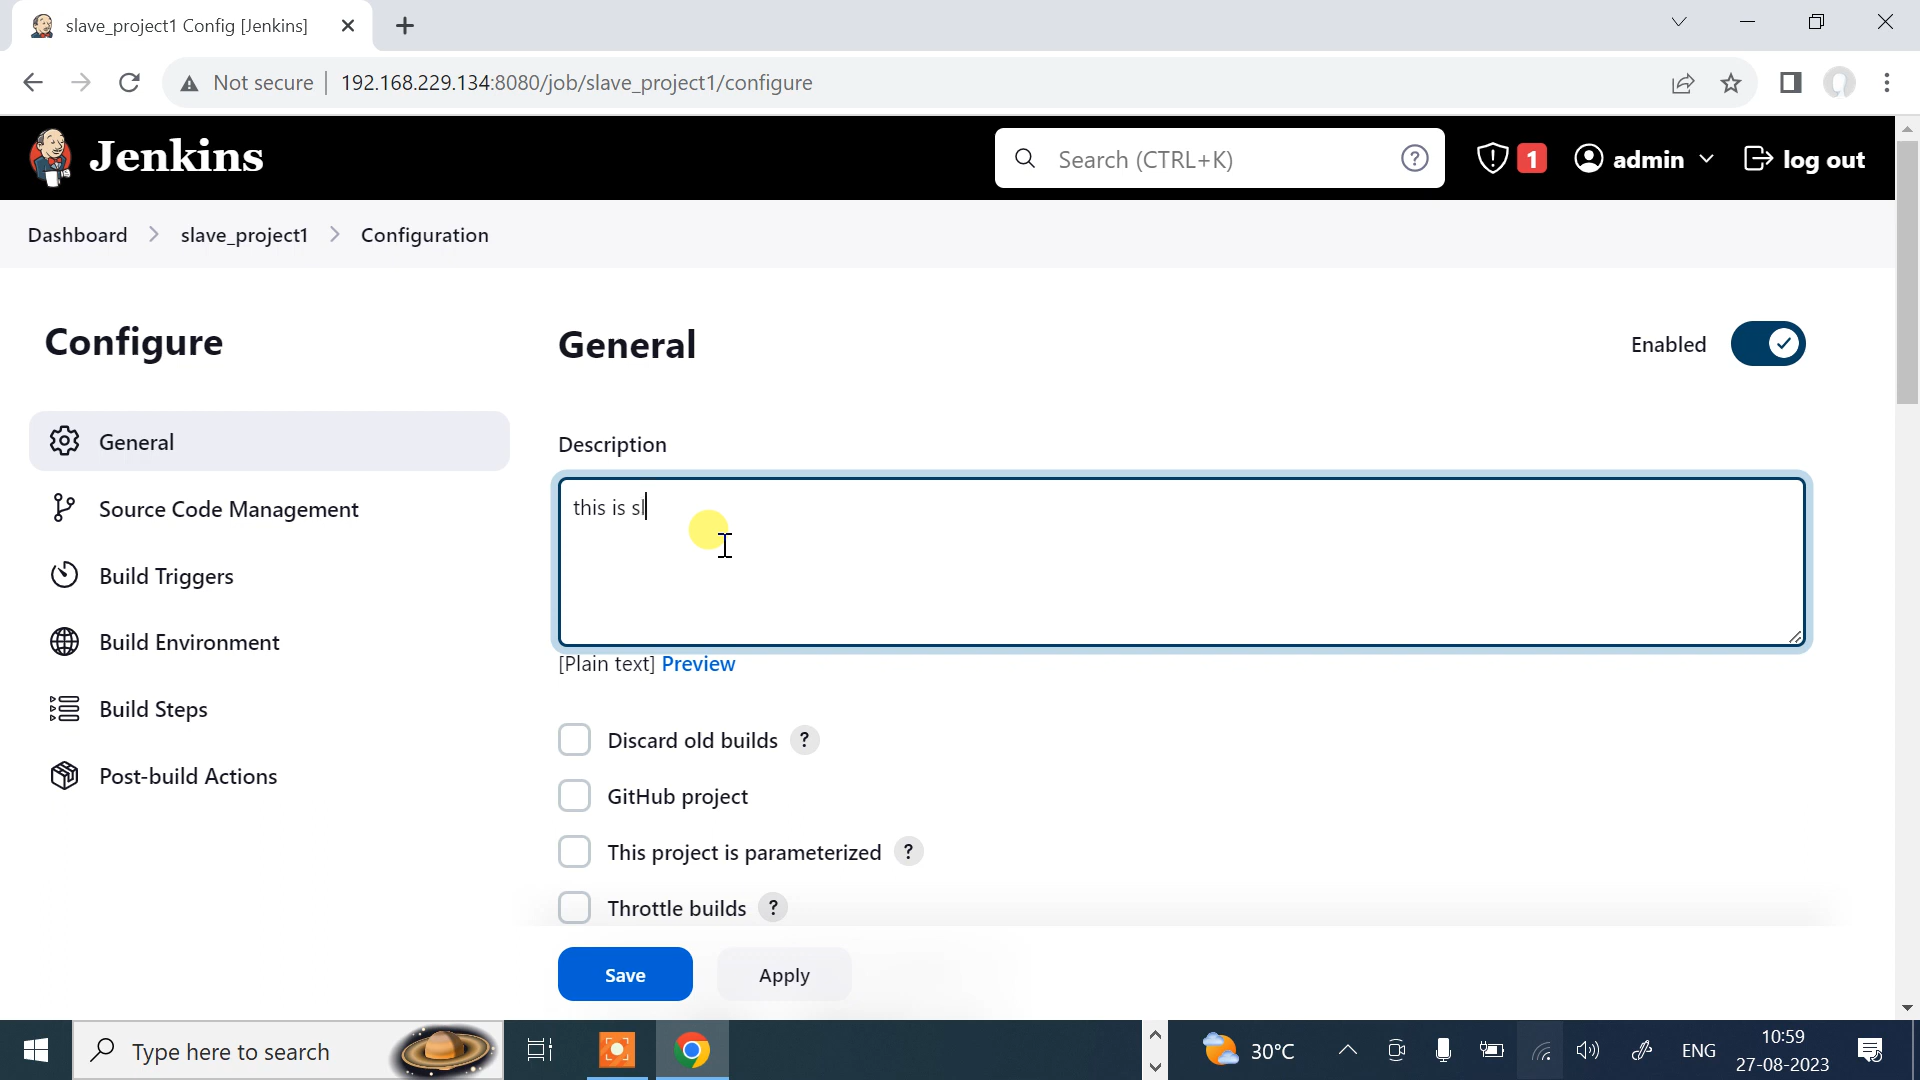 slave_project1 Config [Jenkins]
Not secure | 192.168.229.134:8080/job/slave_project1/configure
Jenkins
Search (CTRL+K) ?
1
admin
log out
Dashboard > slave_project1 > Configuration
Configure
General
Source Code Management
Build Triggers
Build Environment
Build Steps
Post-build Actions
General
Enabled
Description
this is sl
[Plain text] Preview
Discard old builds ?
GitHub project
This project is parameterized ?
Throttle builds ?
Save
Apply
Type here to search
30°C
ENG
10:59
27-08-2023